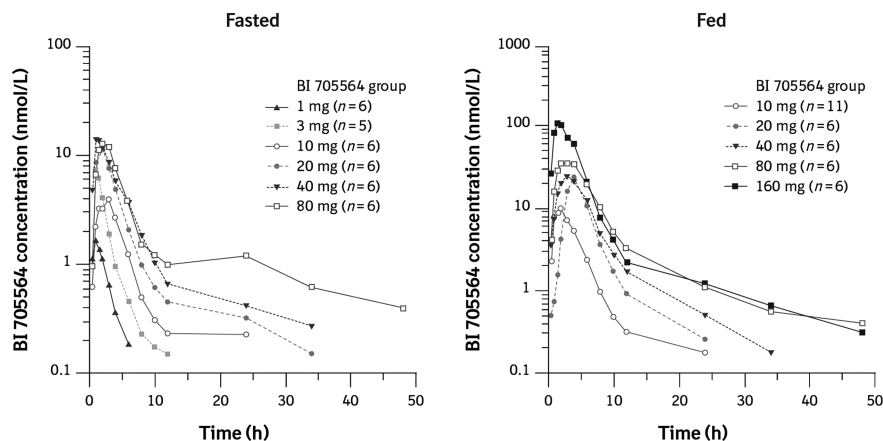 Fasted
BI 705564 concentration (nmol/L)
100
10
1
0.1
BI 705564 group
1 mg (n=6)
3 mg (n=5)
10 mg (n=6)
20 mg (n=6)
40 mg (n=6)
80 mg (n=6)
0 10 20 30 40 50
Time (h)
Fed
BI 705564 concentration (nmol/L)
1000
100
10
1
0.1
BI 705564 group
10 mg (n=11)
20 mg (n=6)
40 mg (n=6)
80 mg (n=6)
160 mg (n=6)
0 10 20 30 40 50
Time (h)